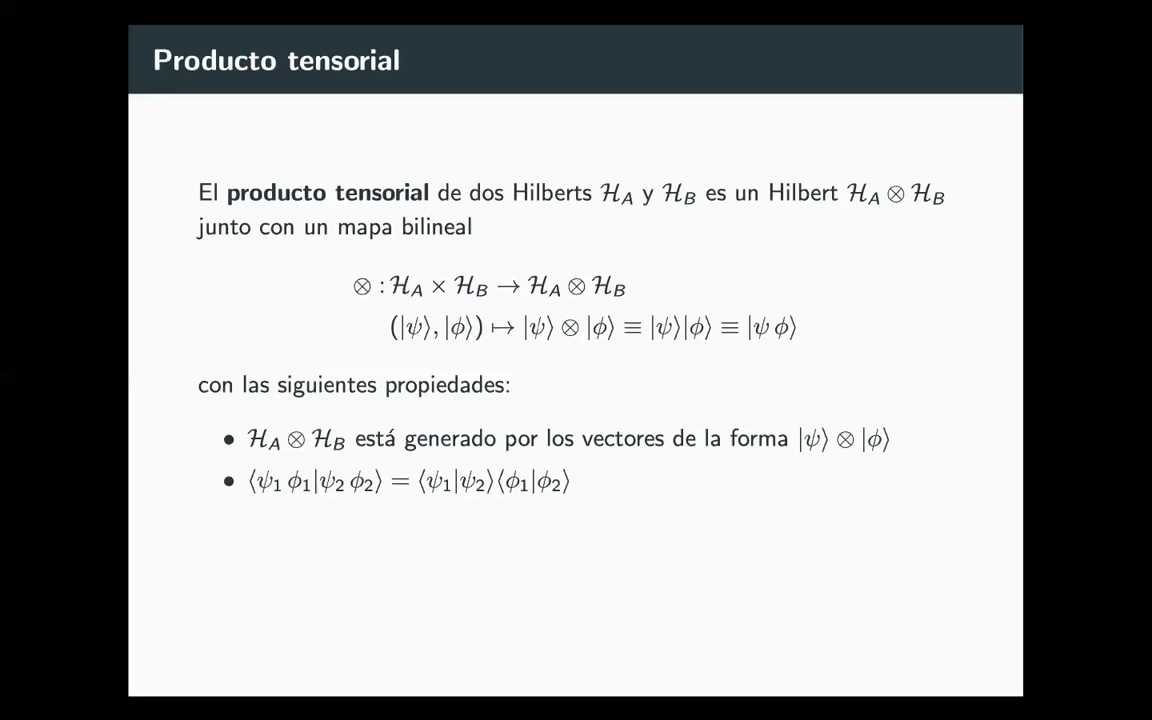 Producto tensorial
El producto tensorial de dos Hilberts ℋ_A y ℋ_B es un Hilbert ℋ_A ⊗ ℋ_B
junto con un mapa bilineal
⊗ : ℋ_A × ℋ_B → ℋ_A ⊗ ℋ_B
(|ψ⟩, |ϕ⟩) ↦ |ψ⟩ ⊗ |ϕ⟩ ≡ |ψ⟩|ϕ⟩ ≡ |ψ ϕ⟩
con las siguientes propiedades:
• ℋ_A ⊗ ℋ_B está generado por los vectores de la forma |ψ⟩ ⊗ |ϕ⟩
• ⟨ψ₁ ϕ₁|ψ₂ ϕ₂⟩ = ⟨ψ₁|ψ₂⟩⟨ϕ₁|ϕ₂⟩